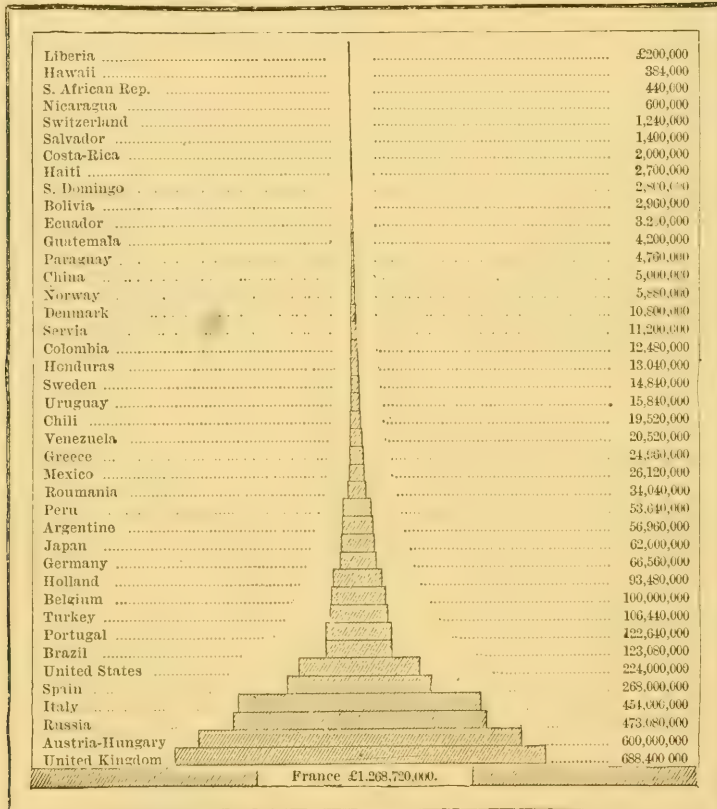 Liberia £200,000
Hawaii 384,000
S. African Rep. 440,000
Nicaragua 600,000
Switzerland 1,240,000
Salvador 1,400,000
Costa-Rica 2,000,000
Haiti 2,700,000
S. Domingo
Bolivia 2,960,000
Ecuador
Guatemala 4,200,000
Paraguay 4,760,000
China 5,000,000
Norway 5,880,000
Denmark 10,800,000
Servia 11,200,000
Colombia 12,480,000
Honduras 13.040,000
Sweden 14,840,000
Uruguay 15,840,000
Chili 19,520,000
Venezuela 20,520,000
Greece 24,960,000
Mexico 26,120,000
Roumania 34,040,000
Peru 53.640,000
Argentine 56,960,000
Japan 62,000,000
Germany 66,560,000
Holland 93,480,000
Belgium 100,000,000
Turkey 106,440,000
Portugal 122,640,000
Brazil 123,080,000
United States 224,000,000
Spain 268,000,000
Italy
Russia 473.080,000
Austria-Hungary 600,000,000
United Kingdom 688.400 000
France £1.268,720,000.